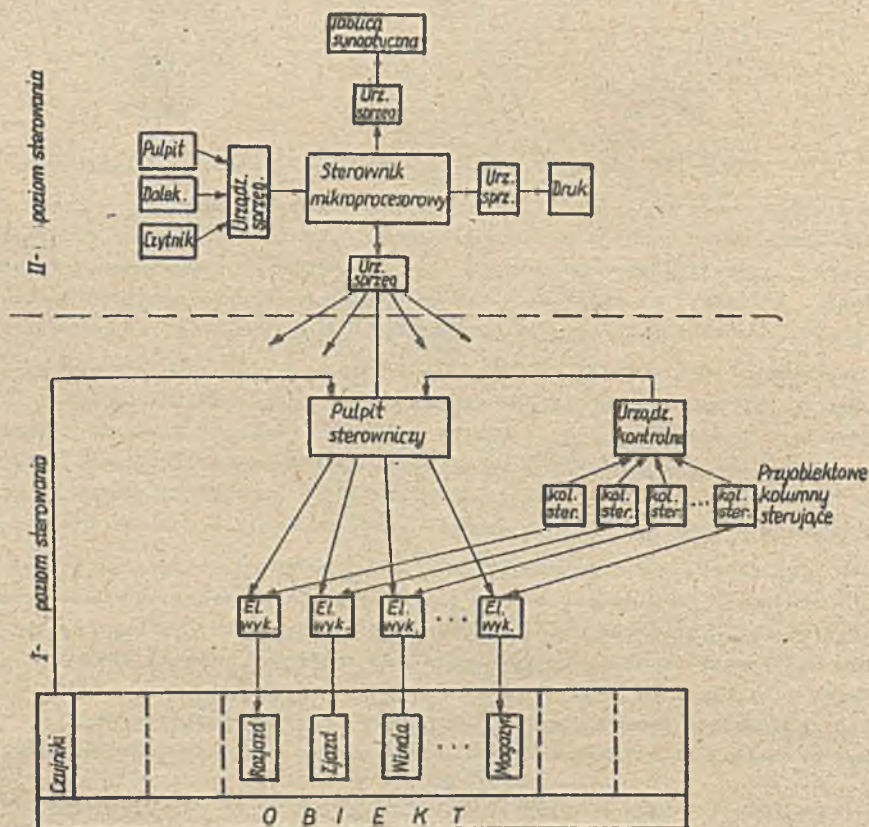 Tablica
synoptyczna
Urz.
sprzęg
Pulpit
Dalek.
Czytnik
Urządz.
sprzęg.
Sterownik
mikroprocesorowy
Urz.
sprz.
Druk
Urz.
sprzęg
II- poziom sterowania
Pulpit
sterowniczy
Urządz.
kontrolne
kol.
ster.
kol.
ster.
kol.
ster.
...
kol.
ster.
Przyobiektowe
kolumny
sterujące
I- poziom sterowania
El.
wyk.
El.
wyk.
El.
wyk.
...
El.
wyk.
Czujniki
Rozjazd
Zjazd
Winda
...
Magazyn
O B I E K T